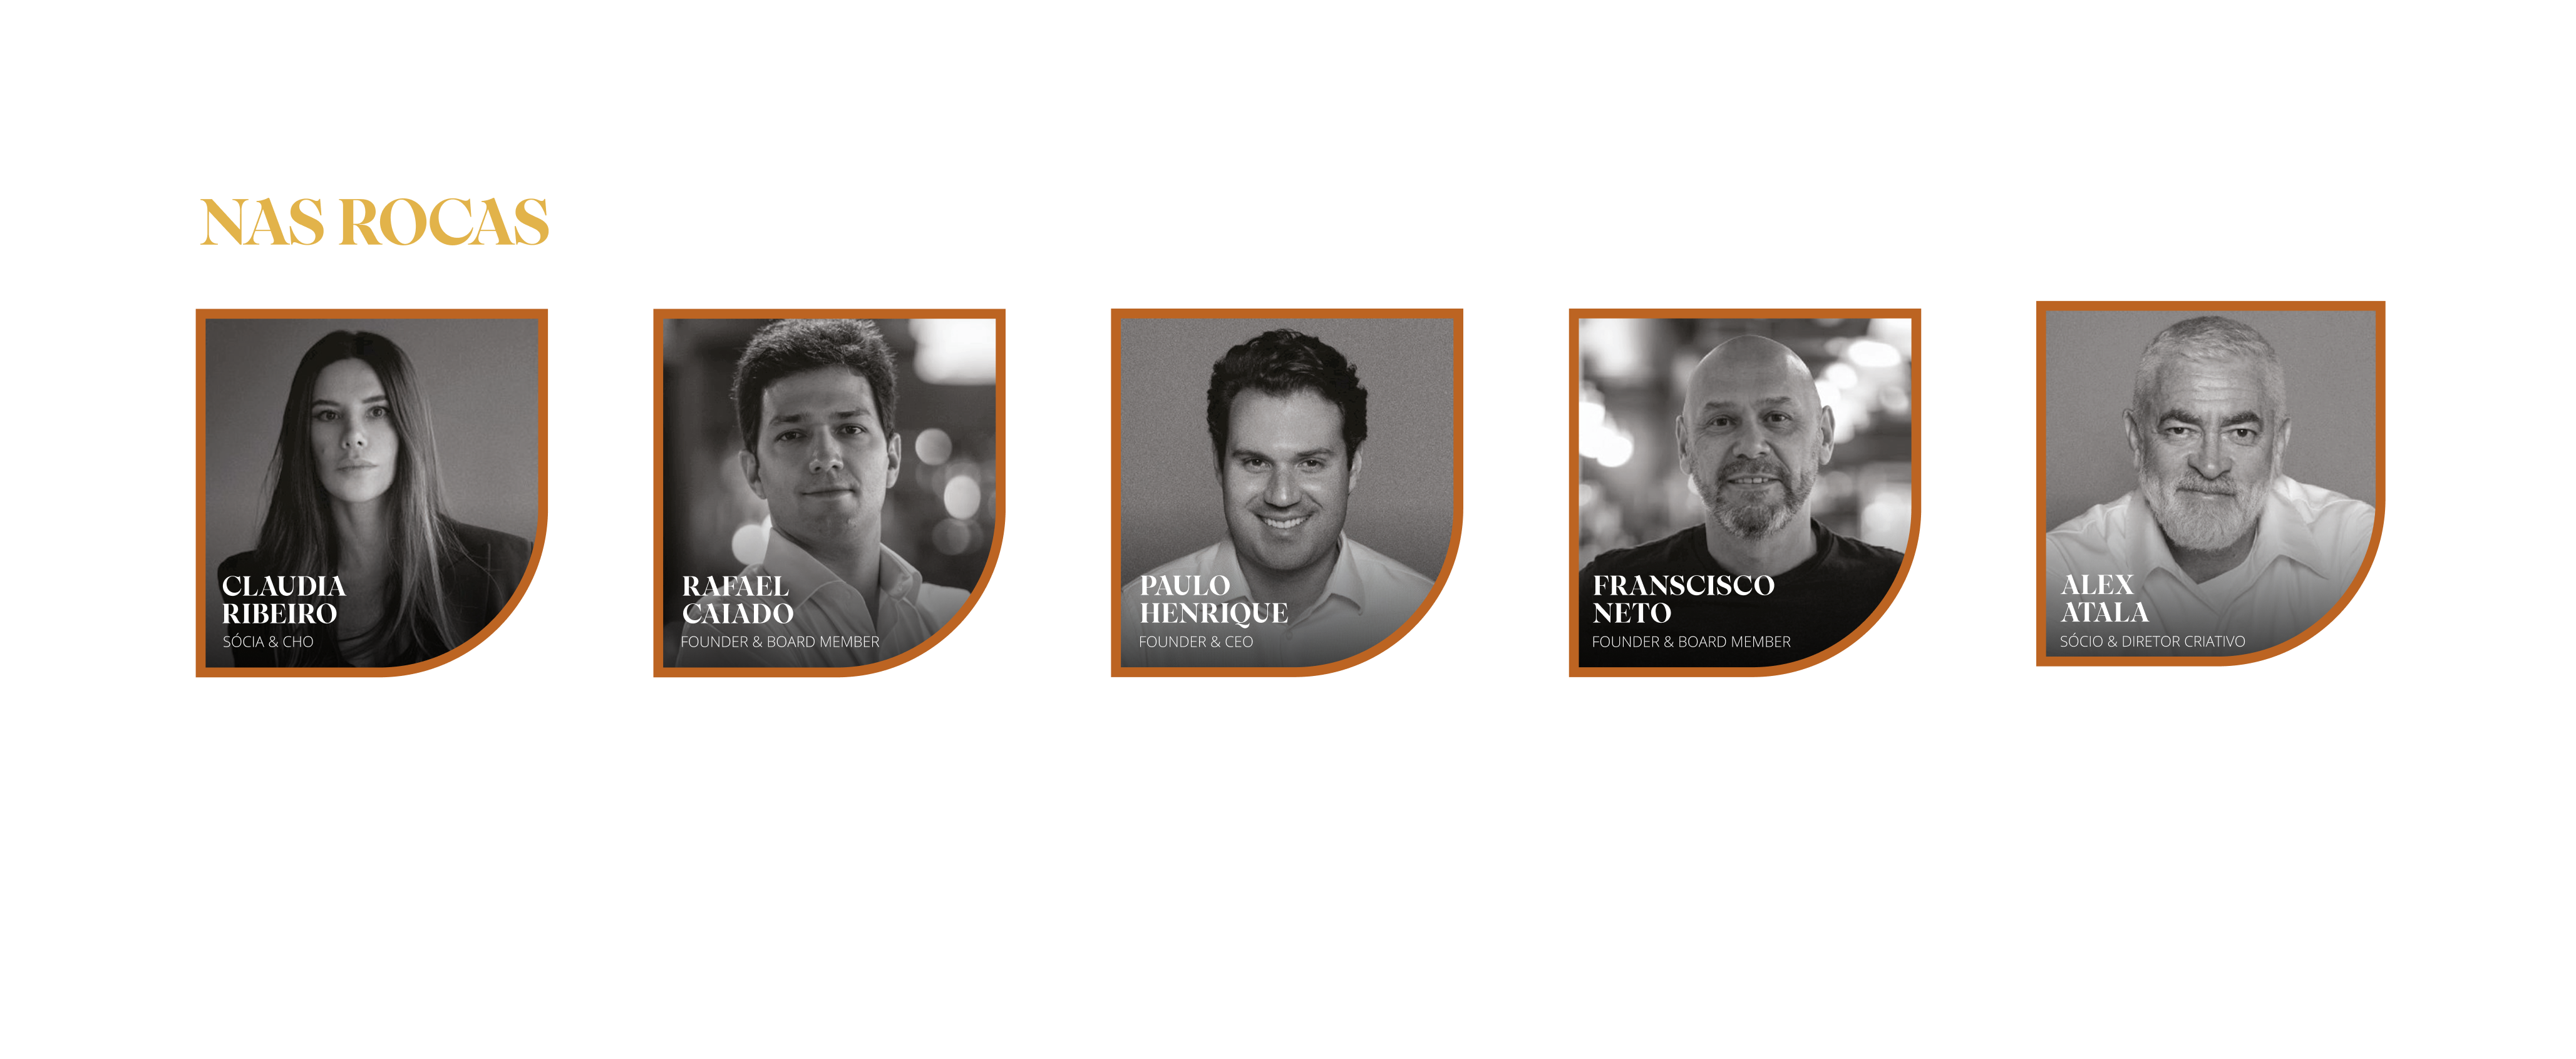 NAS ROCAS
CLAUDIA
RIBEIRO
SÓCIA & CHO
RAFAEL
CAIADO
FOUNDER & BOARD MEMBER
PAULO
HENRIQUE
FOUNDER & CEO
FRANSCISCO
NETO
FOUNDER & BOARD MEMBER
ALEX
ATALA
SÓCIO & DIRETOR CRIATIVO